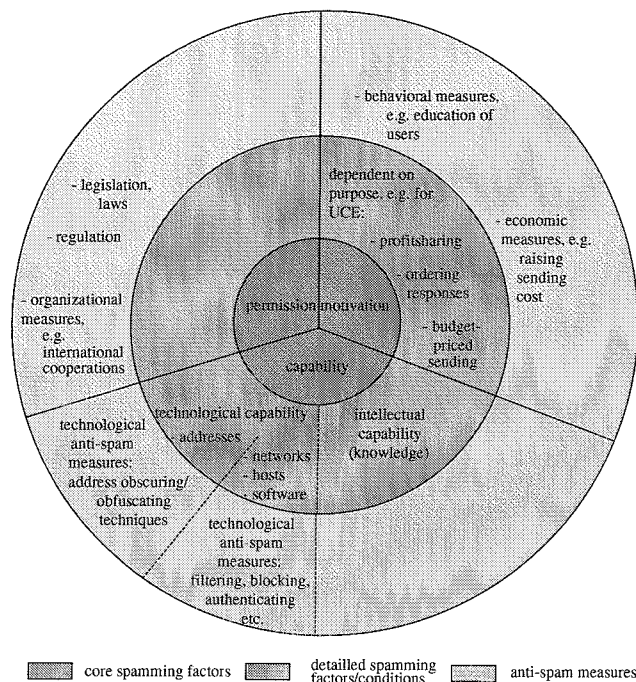 - behavioral measures,
e.g. education of
users
dependent on
purpose, e.g. for
UCE:
- legislation,
laws
- regulation
- organizational
measures,
e.g.
international
cooperations
- economic
measures, e.g.
raising
sending
cost
- profitsharing
- ordering
responses
- budget-
priced
sending
permission motivation
capability
technological capability
- addresses
- networks
- hosts
- software
intellectual
capability
(knowledge)
technological
anti-spam
measures:
address obscuring/
obfuscating
techniques
technological
anti-spam
measures:
filtering, blocking,
authenticating
etc.
core spamming factors
detailled spamming
factors/conditions
anti-spam measures